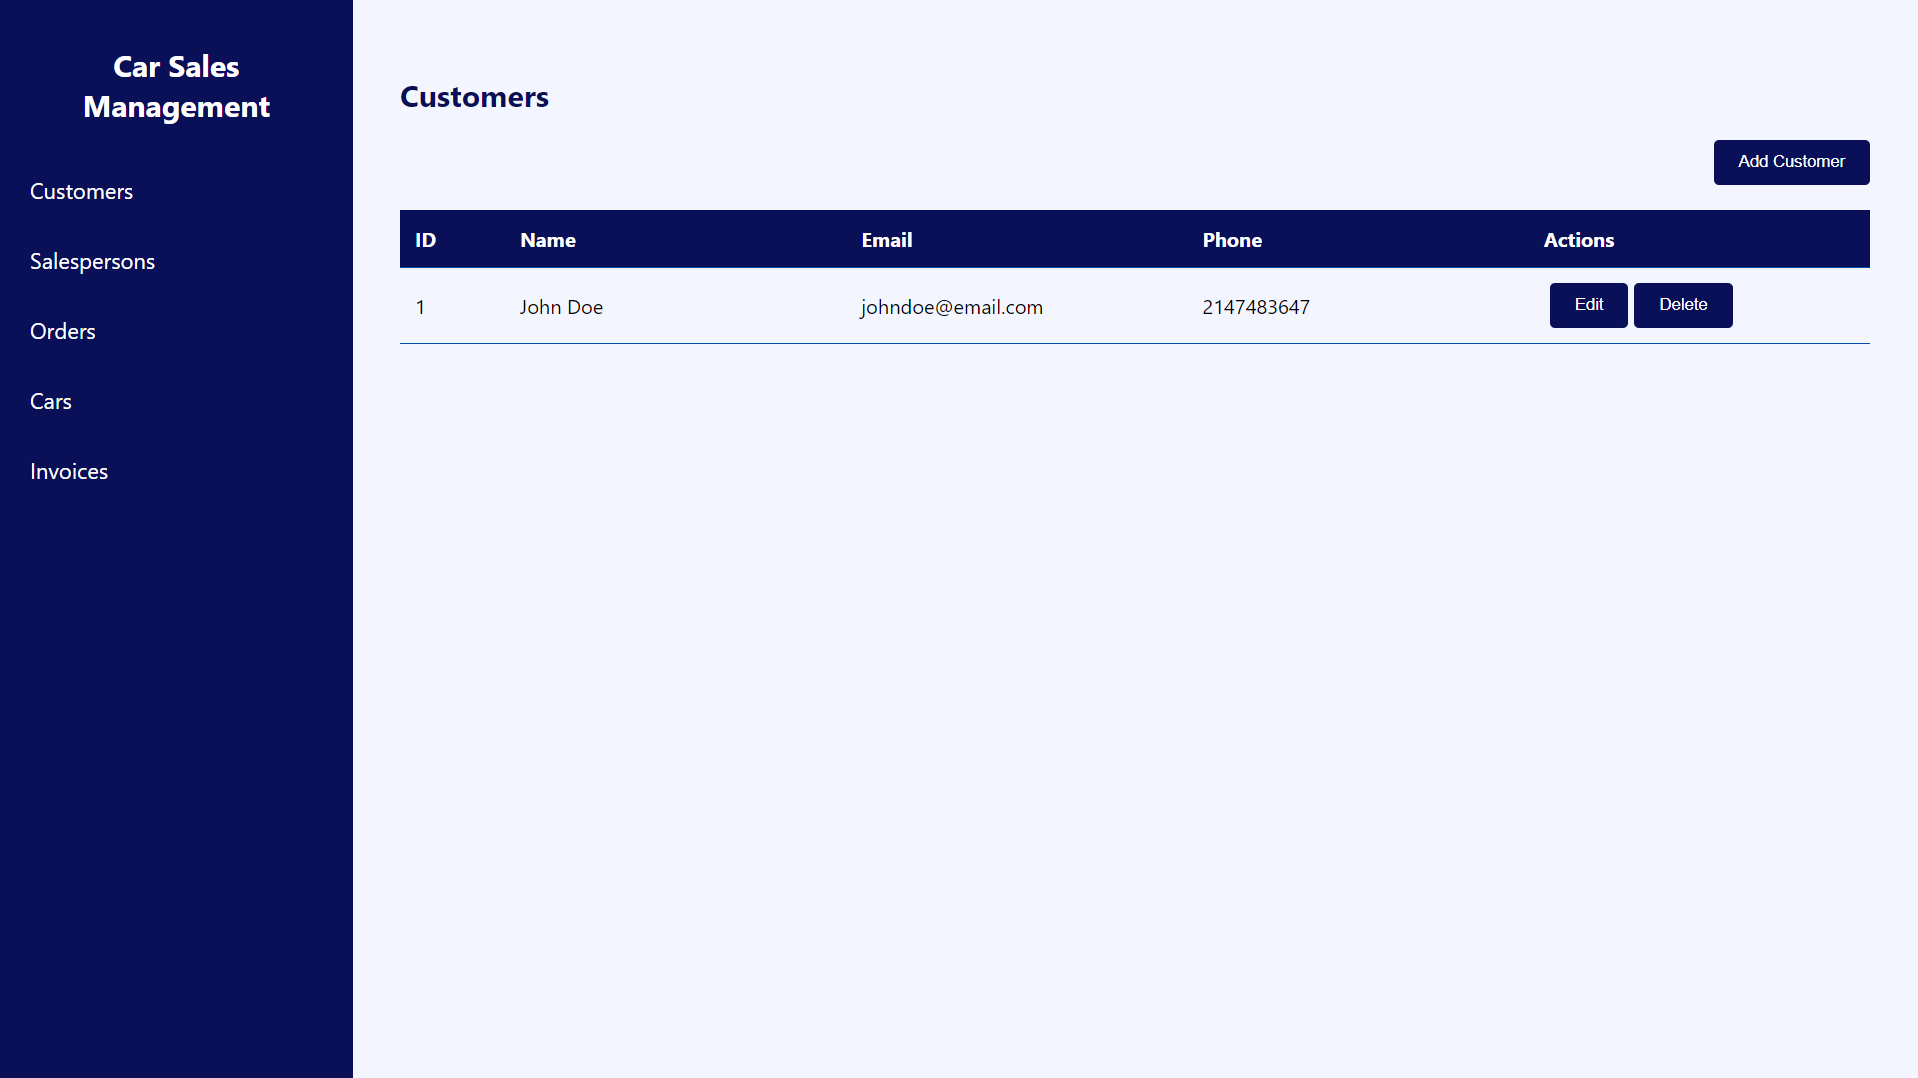 Car Sales
Management
Customers
Salespersons
Orders
Cars
Invoices
Customers
Add Customer
ID Name Email Phone Actions
1 John Doe johndoe@email.com 2147483647 Edit Delete